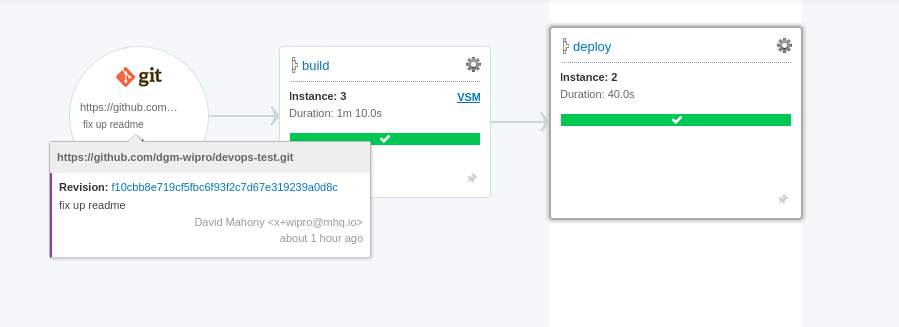 git
https://github.com…
fix up readme
https://github.com/dgm-wipro/devops-test.git
Revision: f10cbb8e719cf5fbc6f93f2c7d67e319239a0d8c
fix up readme
David Mahony <x+wipro@mhq.io>
about 1 hour ago
build
Instance: 3 VSM
Duration: 1m 10.0s
deploy
Instance: 2
Duration: 40.0s